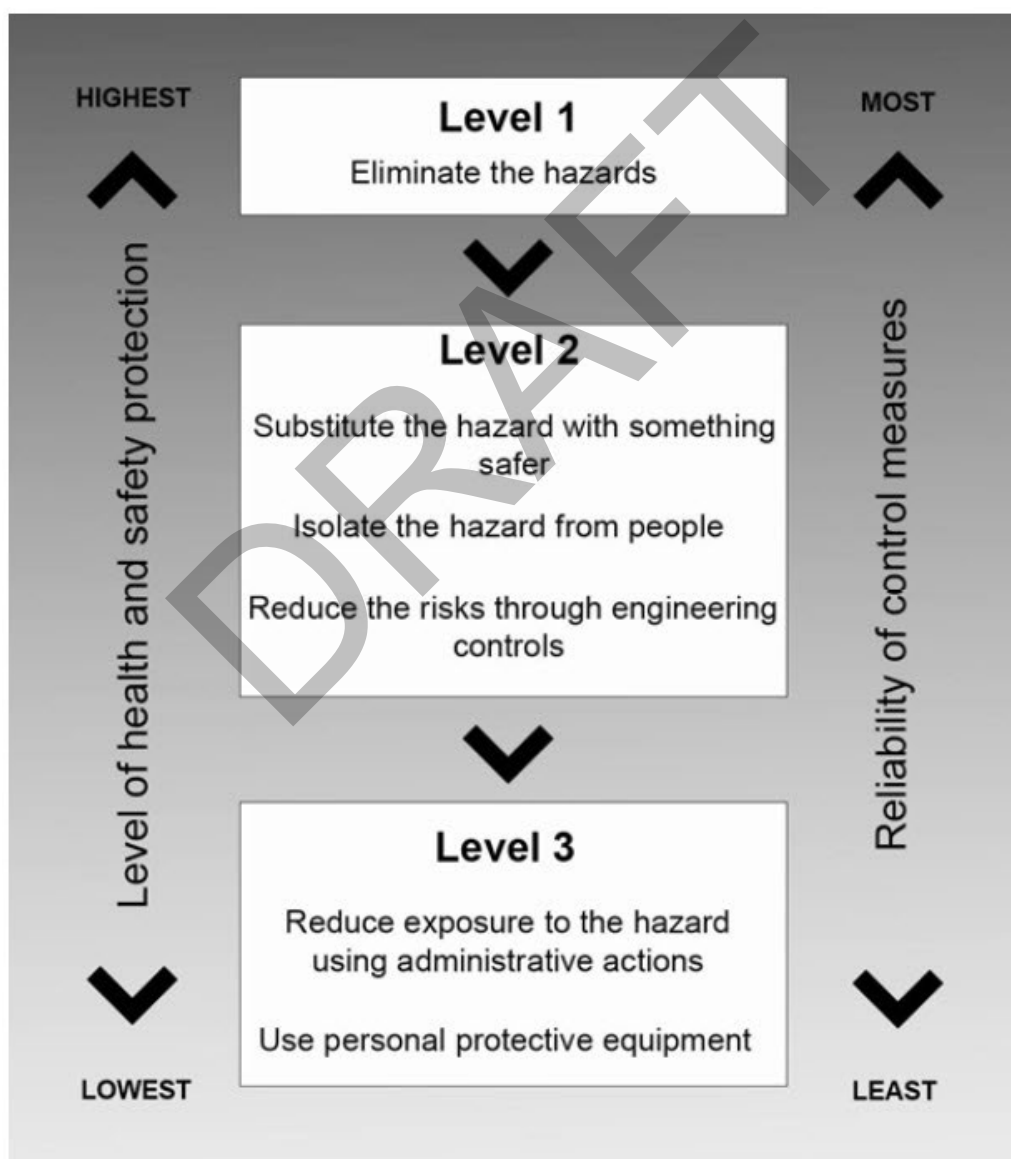 HIGHEST
MOST
Level 1
Eliminate the hazards
Level 2
Substitute the hazard with something
safer
Isolate the hazard from people
Reduce the risks through engineering
controls
Level 3
Reduce exposure to the hazard
using administrative actions
Use personal protective equipment
Level of health and safety protection
Reliability of control measures
LOWEST
LEAST
DRAFT